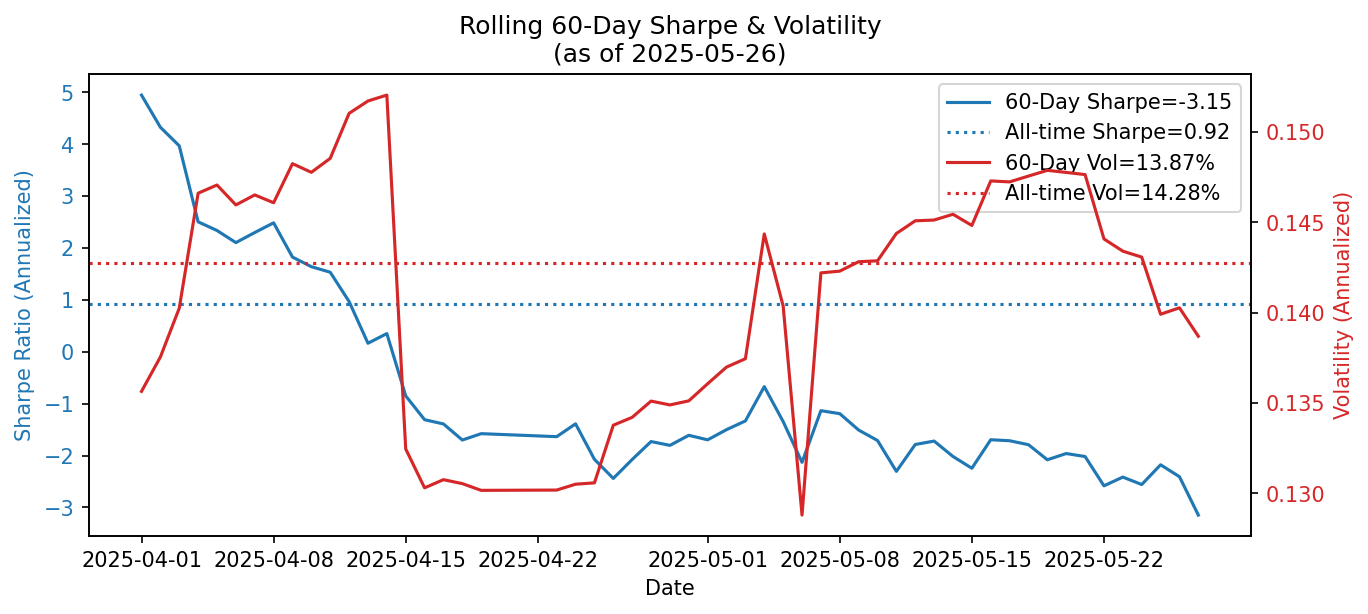 Rolling 60-Day Sharpe & Volatility
(as of 2025-05-26)
Sharpe Ratio (Annualized)
5
4
3
2
1
0
−1
−2
−3
60-Day Sharpe=-3.15
All-time Sharpe=0.92
60-Day Vol=13.87%
All-time Vol=14.28%
0.150
0.145
0.140
0.135
0.130
Volatility (Annualized)
2025-04-01 2025-04-08 2025-04-15 2025-04-22 2025-05-01 2025-05-08 2025-05-15 2025-05-22
Date